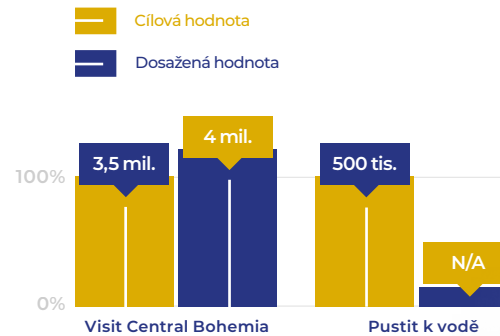 Cílová hodnota
Dosažená hodnota
3,5 mil.
4 mil.
500 tis.
N/A
100%
0%
Visit Central Bohemia
Pustit k vodě